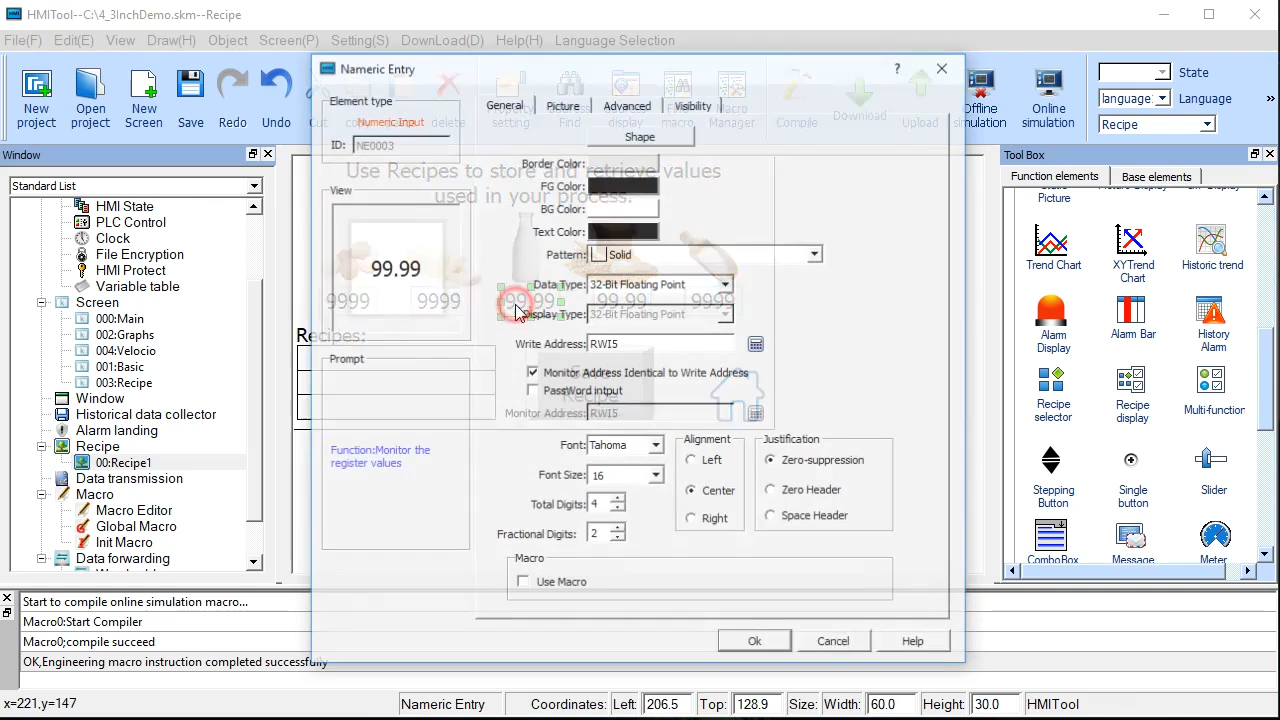 HMITool--C:\4_3InchDemo.skm--Recipe
File(F) Edit(E) View Draw(H) Object Screen(P) Setting(S) DownLoad(D) Help(H) Language Selection
New project
Open project
New Screen
Save
Redo
Undo
Cut
delete
setting
Find
display
macro
Macro Manager
Compile
Download
Upload
Offline simulation
Online simulation
State
language:
Language
Recipe
»
Window
Standard List
HMI State
PLC Control
Clock
File Encryption
HMI Protect
Variable table
Screen
000:Main
002:Graphs
004:Velocio
001:Basic
003:Recipe
Window
Historical data collector
Alarm landing
Recipe
00:Recipe1
Data transmission
Macro
Macro Editor
Global Macro
Init Macro
Data forwarding
Use Recipes to store and retrieve values
used in your process.
9999 9999 99.99 99.99 9999
Recipes:
Recipe
Numeric Entry
?
Element type
Numeric Input
ID: NE0003
View
99.99
Prompt
Function:Monitor the
register values
General Picture Advanced Visibility
Shape
Border Color:
FG Color:
BG Color:
Text Color:
Pattern: Solid
Data Type: 32-Bit Floating Point
Display Type: 32-Bit Floating Point
Write Address: RWI5
Monitor Address Identical to Write Address
PassWord intput
Monitor Address: RWI5
Font: Tahoma
Font Size: 16
Total Digits: 4
Fractional Digits: 2
Alignment
Left
Center
Right
Justification
Zero-suppression
Zero Header
Space Header
Macro
Use Macro
Ok Cancel Help
Tool Box
Function elements Base elements
Picture
Trend Chart
XYTrend Chart
Historic trend
Alarm Display
Alarm Bar
History Alarm
Recipe selector
Recipe display
Multi-function
Stepping Button
Single button
Slider
ComboBox
Message
Meter
Start to compile online simulation macro...
Macro0:Start Compiler
Macro0;compile succeed
OK,Engineering macro instruction completed successfully
x=221,y=147 Numeric Entry Coordinates: Left: 206.5 Top: 128.9 Size: Width: 60.0 Height: 30.0 HMITool